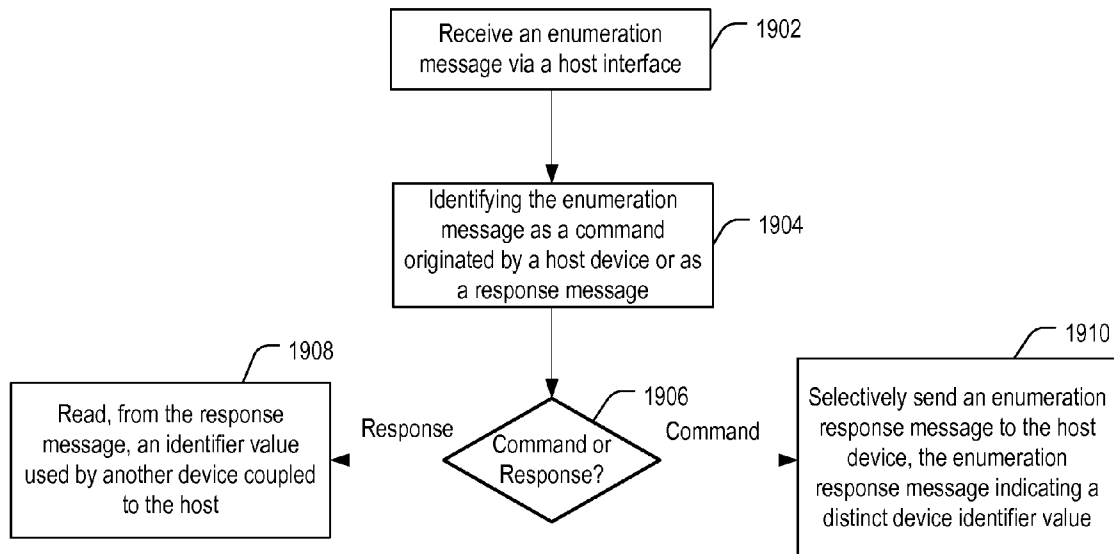 Receive an enumeration
message via a host interface
1902
Identifying the enumeration
message as a command
originated by a host device or as
a response message
1904
1906
Command or
Response?
Response
Command
1908
Read, from the response
message, an identifier value
used by another device coupled
to the host
1910
Selectively send an enumeration
response message to the host
device, the enumeration
response message indicating a
distinct device identifier value